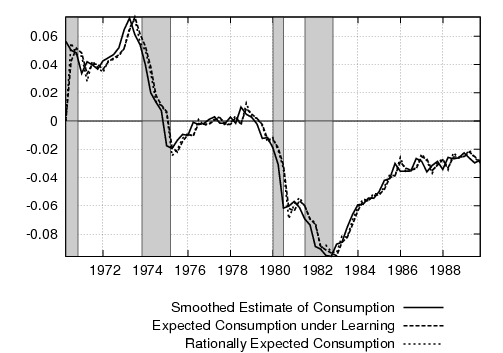 0.06
0.04
0.02
0
-0.02
-0.04
-0.06
-0.08
1972 1974 1976 1978 1980 1982 1984 1986 1988
Smoothed Estimate of Consumption
Expected Consumption under Learning
Rationally Expected Consumption